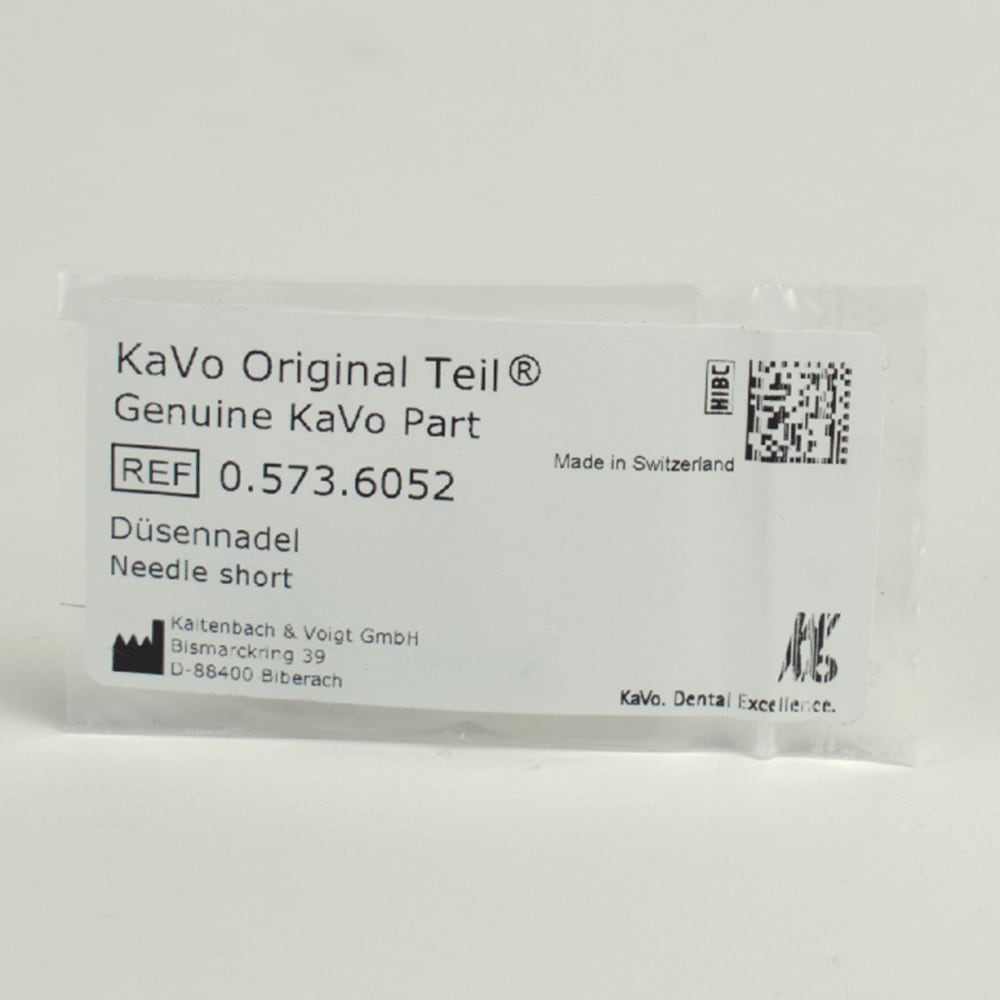 KaVo Original Teil®
Genuine KaVo Part
REF 0.573.6052
HIBC
Made in Switzerland
Düsennadel
Needle short
Kaltenbach & Voigt GmbH
Bismarckring 39
D-88400 Biberach
KaVo. Dental Excellence.